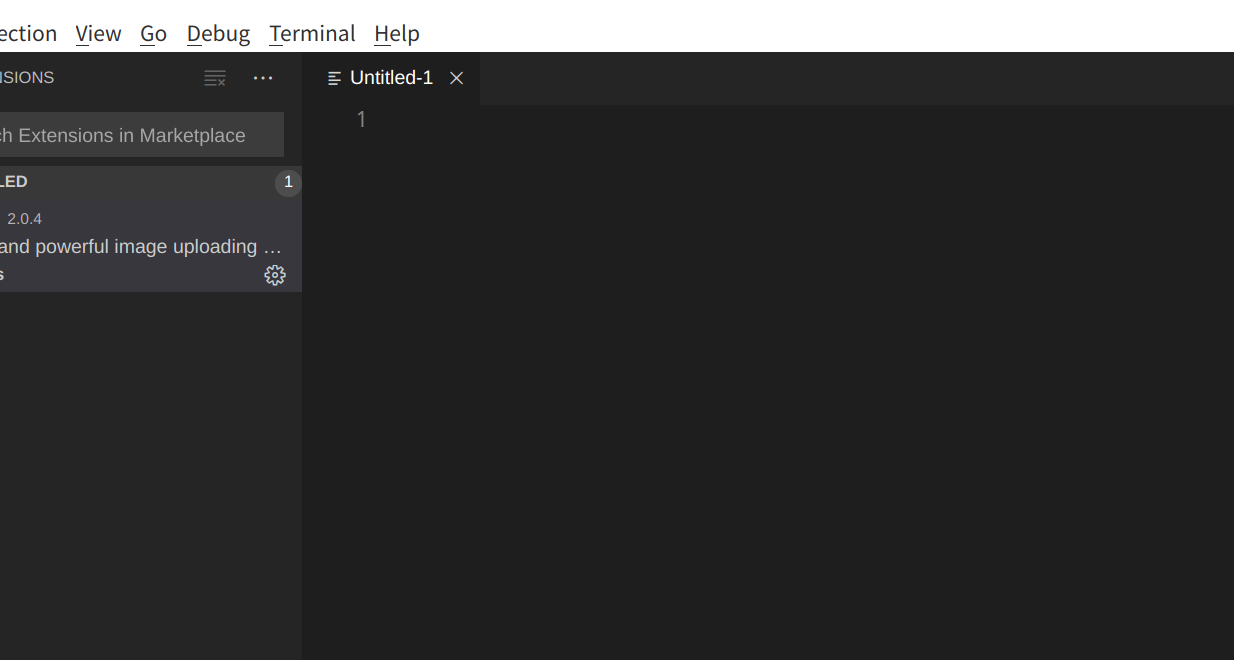 ection View Go Debug Terminal Help
NSIONS
Untitled-1
1
ch Extensions in Marketplace
LED 1
2.0.4
and powerful image uploading ...
s